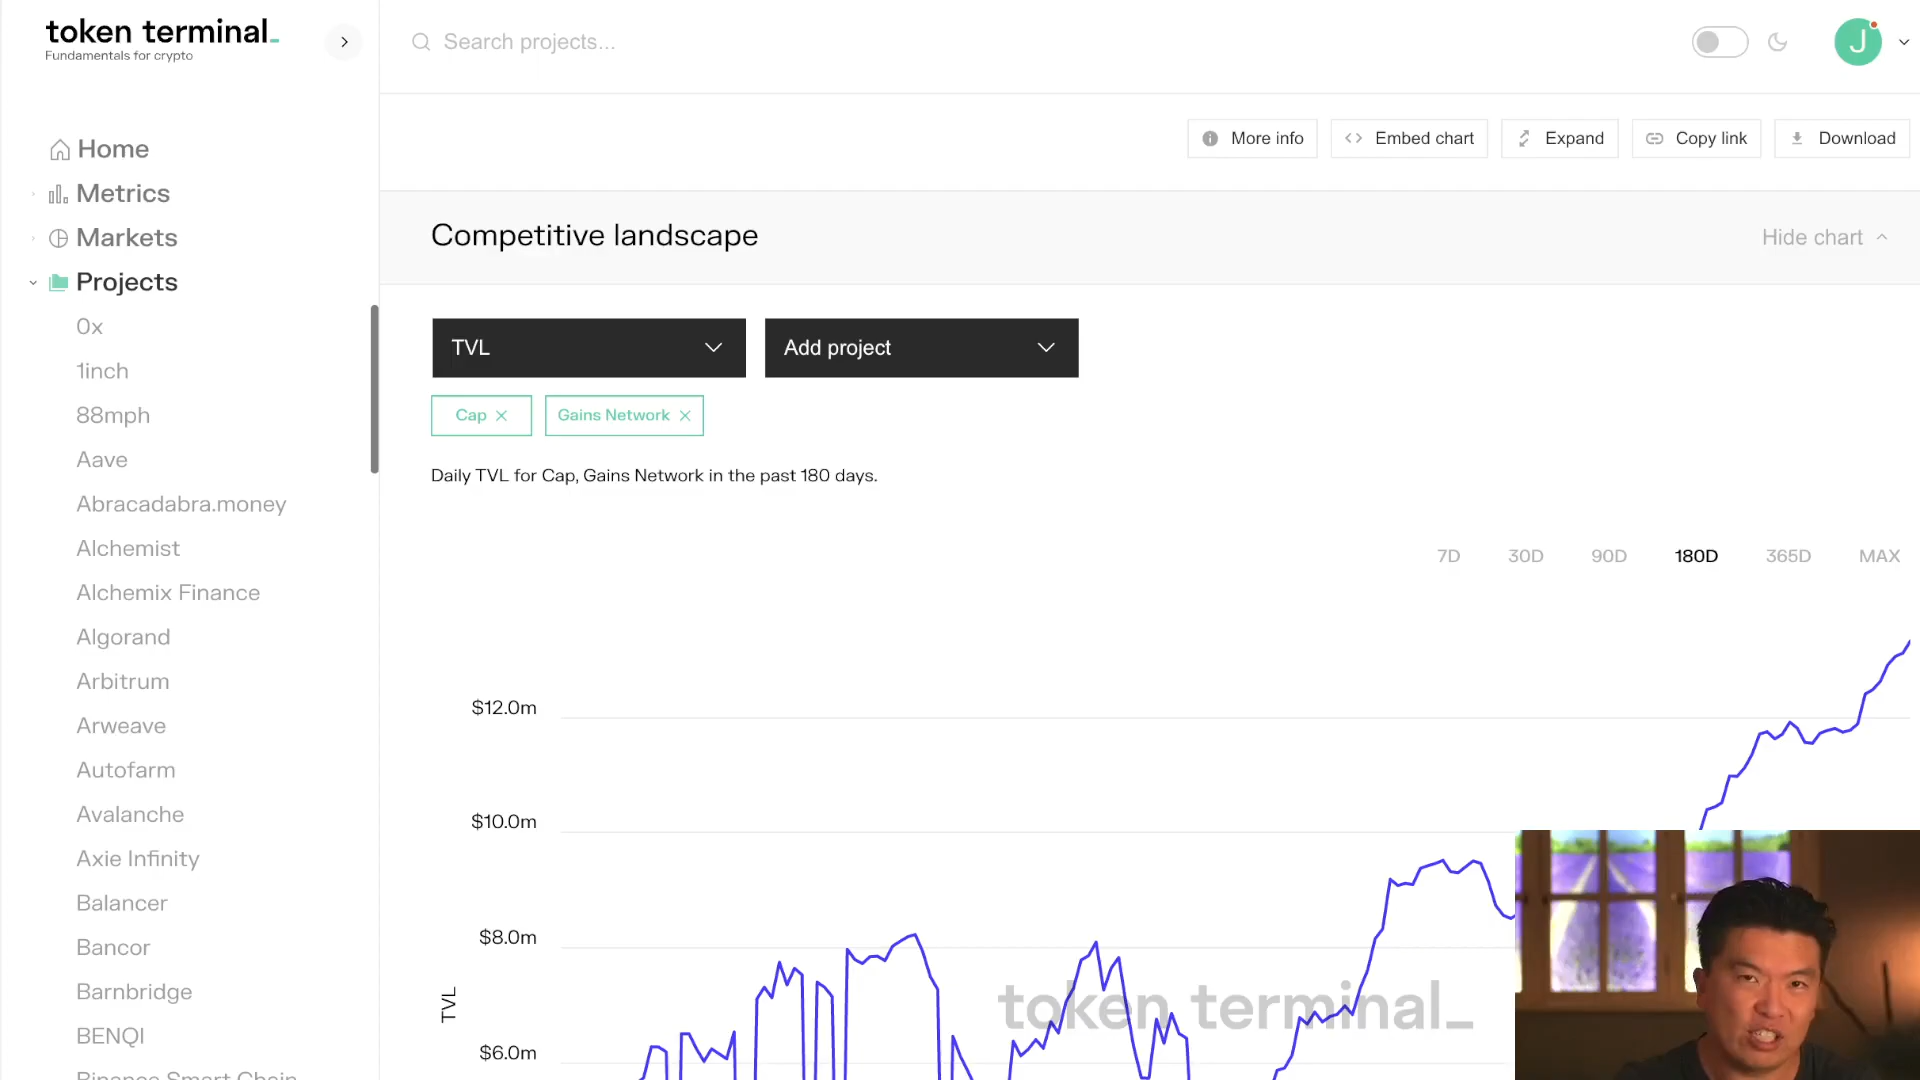 token terminal_
Fundamentals for crypto
Search projects...
J
More info
Embed chart
Expand
Copy link
Download
Home
Metrics
Markets
Projects
0x
1inch
88mph
Aave
Abracadabra.money
Alchemist
Alchemix Finance
Algorand
Arbitrum
Arweave
Autofarm
Avalanche
Axie Infinity
Balancer
Bancor
Barnbridge
BENQI
Binance Smart Chain
Competitive landscape
Hide chart
TVL
Add project
Cap
Gains Network
Daily TVL for Cap, Gains Network in the past 180 days.
7D 30D 90D 180D 365D MAX
$12.0m
$10.0m
$8.0m
$6.0m
TVL
token terminal_